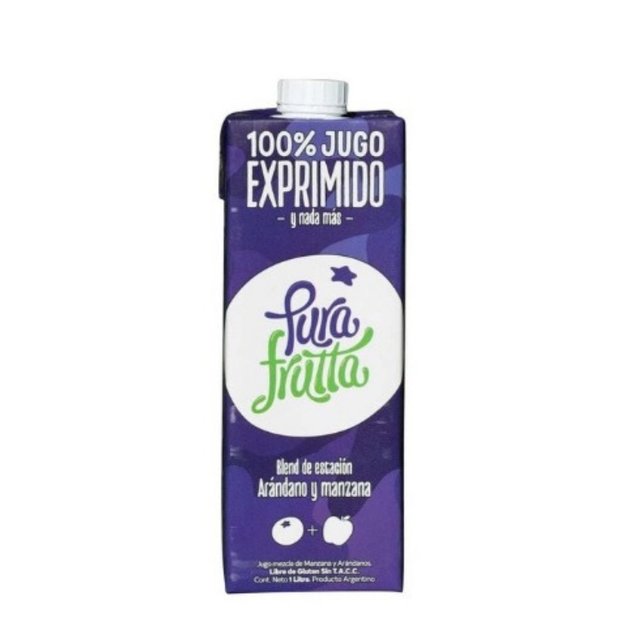 100% JUGO
EXPRIMIDO
- y nada más -
Pura
frutta
Blend de estación
Arándano y manzana
+
Jugo mezcla de Manzana y Arándanos.
Libre de Gluten Sin T.A.C.C.
Cont. Neto 1 Litro. Producto Argentino